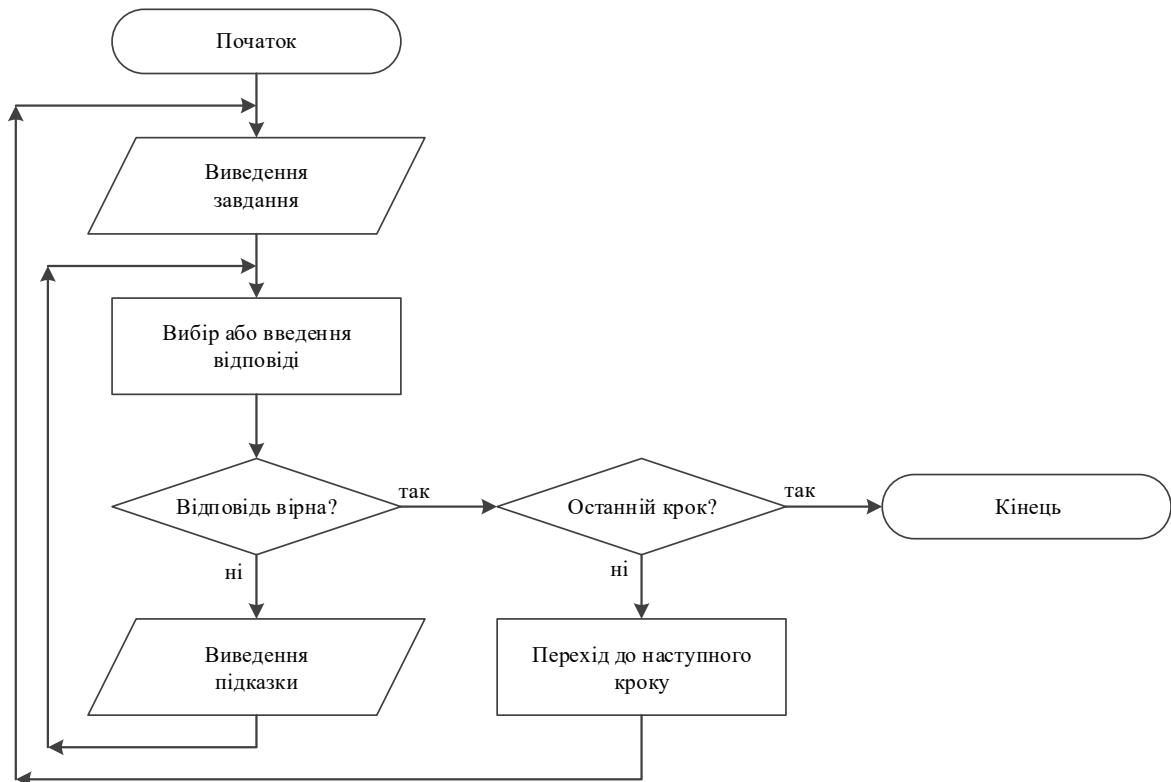 Початок
Виведення
завдання
Вибір або введення
відповіді
Відповідь вірна?
так
Останній крок?
так
Кінець
ні
ні
Виведення
підказки
Перехід до наступного
кроку